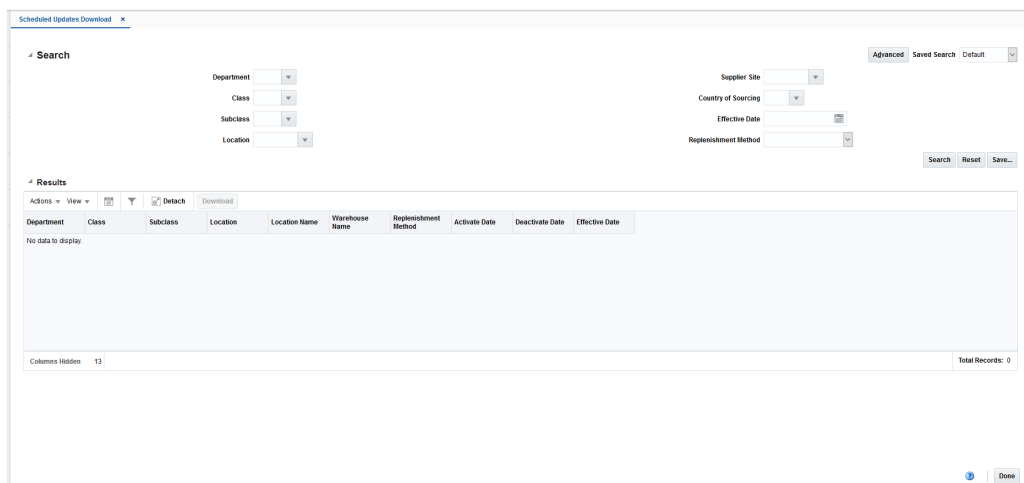 Scheduled Updates Download ×
Search
Advanced Saved Search Default
Department
Supplier Site
Class
Country of Sourcing
Subclass
Effective Date
Location
Replenishment Method
Search Reset Save...
Results
Actions View Detach Download
Department Class Subclass Location Location Name Warehouse Name Replenishment Method Activate Date Deactivate Date Effective Date
No data to display.
Columns Hidden 13
Total Records: 0
? Done